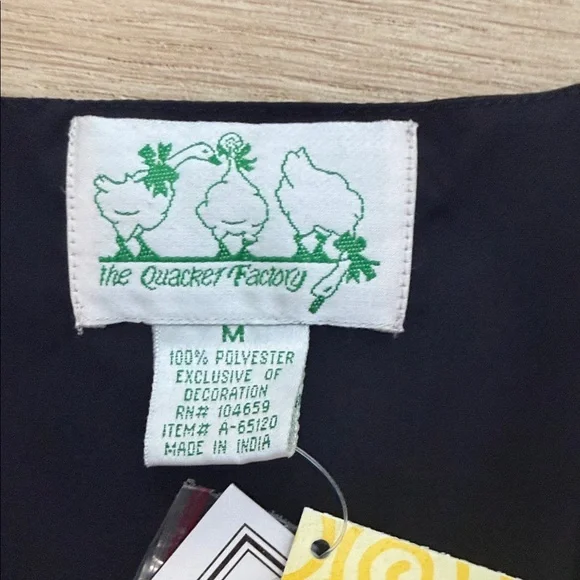 the Quacker Factory
M
100% POLYESTER
EXCLUSIVE OF
DECORATION
RN# 104659
ITEM# A-65120
MADE IN INDIA